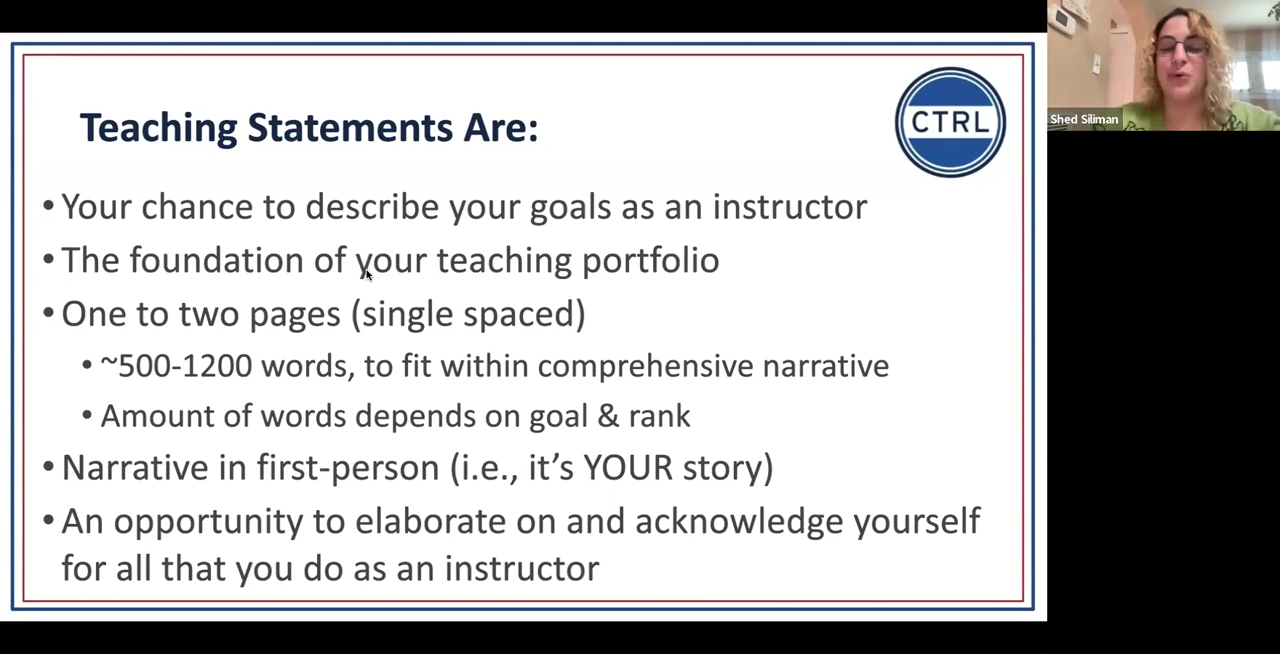 Teaching Statements Are:
CTRL
• Your chance to describe your goals as an instructor
• The foundation of your teaching portfolio
• One to two pages (single spaced)
• ~500-1200 words, to fit within comprehensive narrative
• Amount of words depends on goal & rank
• Narrative in first-person (i.e., it's YOUR story)
• An opportunity to elaborate on and acknowledge yourself
for all that you do as an instructor
Shed Siliman